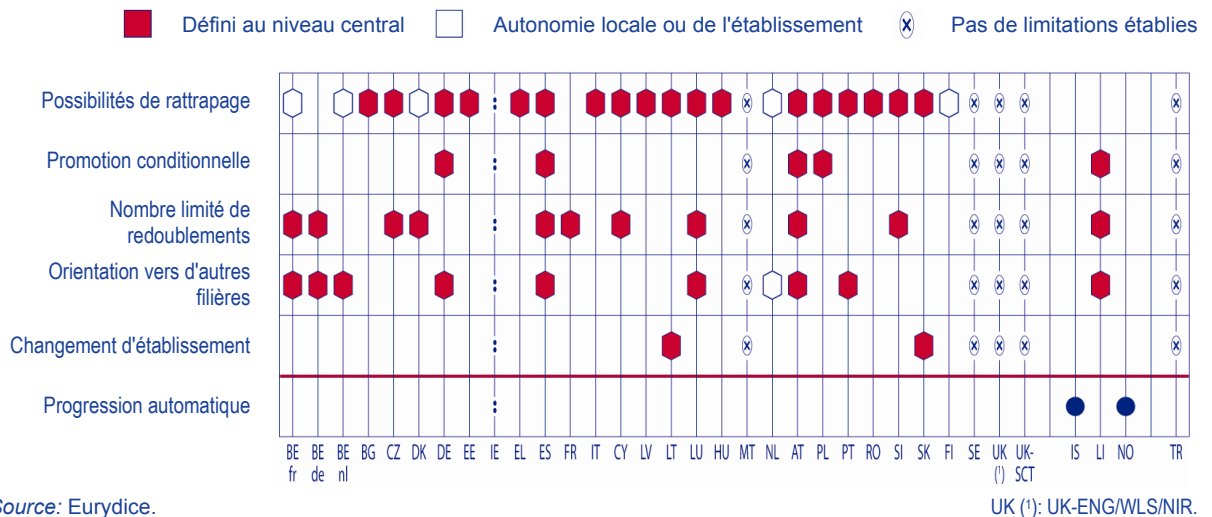 Défini au niveau central Autonomie locale ou de l'établissement Pas de limitations établies
Possibilités de rattrapage
Promotion conditionnelle
Nombre limité de
redoublements
Orientation vers d'autres
filières
Changement d'établissement
Progression automatique
BE BE BE BG CZ DK DE EE IE EL ES FR IT CY LV LT LU HU MT NL AT PL PT RO SI SK FI SE UK UK- IS LI NO TR
fr de nl (¹) SCT
Source: Eurydice. UK (¹): UK-ENG/WLS/NIR.